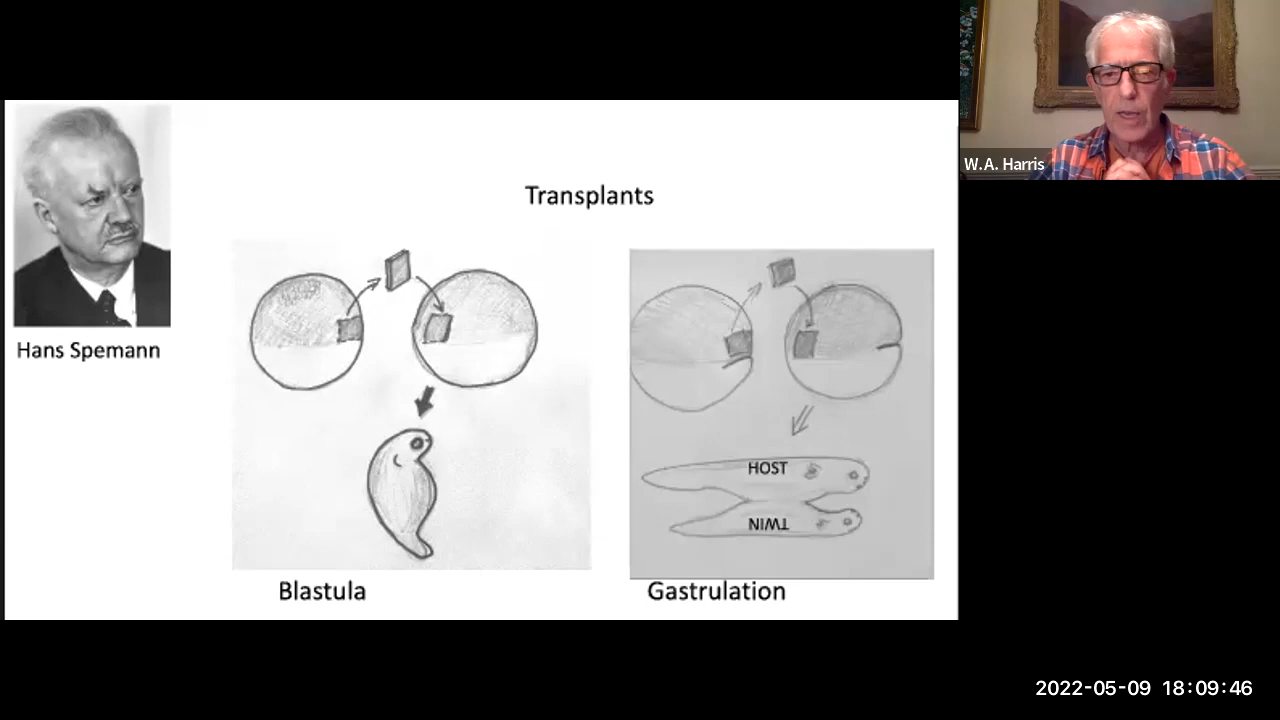 W.A. Harris
Transplants
Hans Spemann
HOST
TWIN
Blastula
Gastrulation
2022-05-09 18:09:46